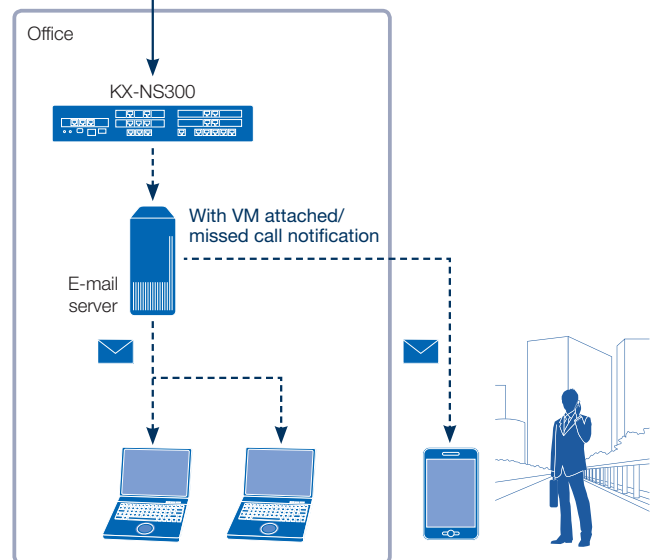 Office
KX-NS300
With VM attached/
missed call notification
E-mail
server